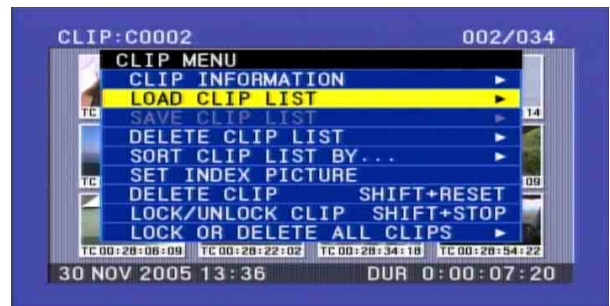 CLIP:C0002 002/034
CLIP MENU
CLIP INFORMATION ►
LOAD CLIP LIST ►
SAVE CLIP LIST ►
DELETE CLIP LIST ►
SORT CLIP LIST BY... ►
SET INDEX PICTURE
DELETE CLIP SHIFT+RESET
LOCK/UNLOCK CLIP SHIFT+STOP
LOCK OR DELETE ALL CLIPS ►
TC 14
TC 09
TC 00:28:06:09 TC 00:28:22:02 TC 00:28:34:18 TC 00:28:54:22
30 NOV 2005 13:36 DUR 0:00:07:20